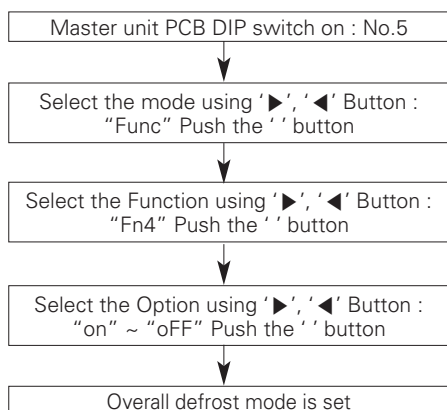 Master unit PCB DIP switch on : No.5
Select the mode using ‘▶’, ‘◀’ Button :
“Func” Push the ‘ ’ button
Select the Function using ‘▶’, ‘◀’ Button :
“Fn4” Push the ‘ ’ button
Select the Option using ‘▶’, ‘◀’ Button :
“on” ~ “oFF” Push the ‘ ’ button
Overall defrost mode is set